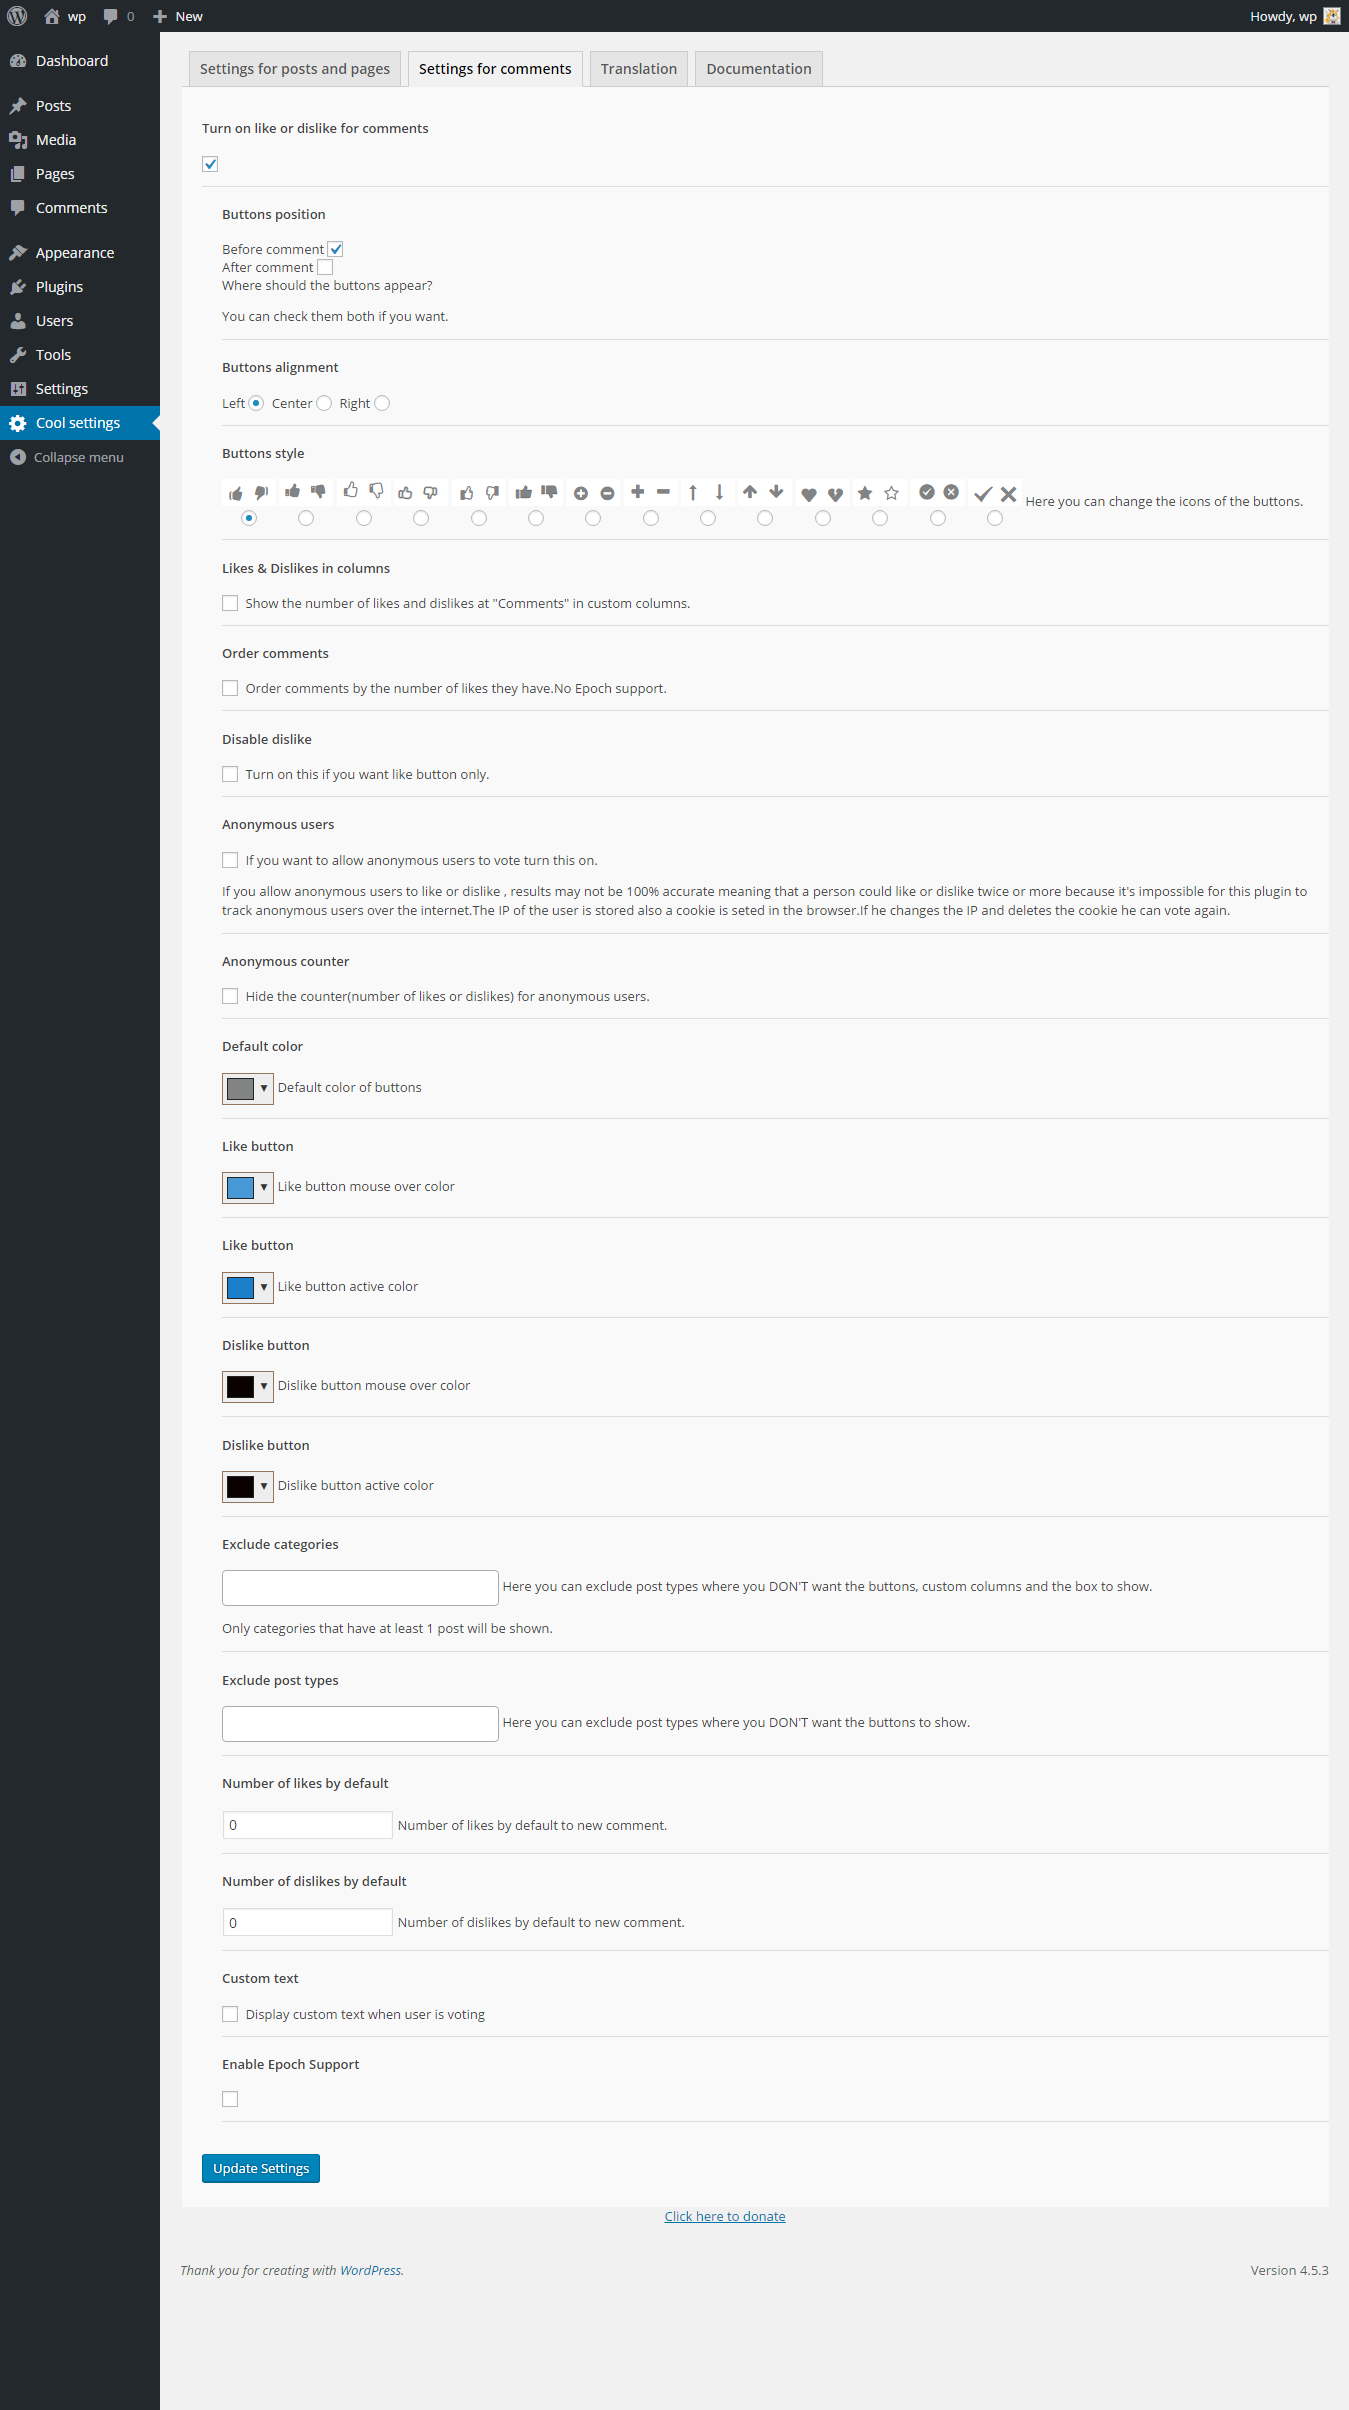 wp 0 New Howdy, wp
Dashboard
Posts
Media
Pages
Comments
Appearance
Plugins
Users
Tools
Settings
Cool settings
Collapse menu
Settings for posts and pages Settings for comments Translation Documentation
Turn on like or dislike for comments
Buttons position
Before comment
After comment
Where should the buttons appear?
You can check them both if you want.
Buttons alignment
Left Center Right
Buttons style
Here you can change the icons of the buttons.
Likes & Dislikes in columns
Show the number of likes and dislikes at "Comments" in custom columns.
Order comments
Order comments by the number of likes they have.No Epoch support.
Disable dislike
Turn on this if you want like button only.
Anonymous users
If you want to allow anonymous users to vote turn this on.
If you allow anonymous users to like or dislike , results may not be 100% accurate meaning that a person could like or dislike twice or more because it's impossible for this plugin to
track anonymous users over the internet.The IP of the user is stored also a cookie is seted in the browser.If he changes the IP and deletes the cookie he can vote again.
Anonymous counter
Hide the counter(number of likes or dislikes) for anonymous users.
Default color
Default color of buttons
Like button
Like button mouse over color
Like button
Like button active color
Dislike button
Dislike button mouse over color
Dislike button
Dislike button active color
Exclude categories
Here you can exclude post types where you DON'T want the buttons, custom columns and the box to show.
Only categories that have at least 1 post will be shown.
Exclude post types
Here you can exclude post types where you DON'T want the buttons to show.
Number of likes by default
0 Number of likes by default to new comment.
Number of dislikes by default
0 Number of dislikes by default to new comment.
Custom text
Display custom text when user is voting
Enable Epoch Support
Update Settings
Click here to donate
Thank you for creating with WordPress. Version 4.5.3